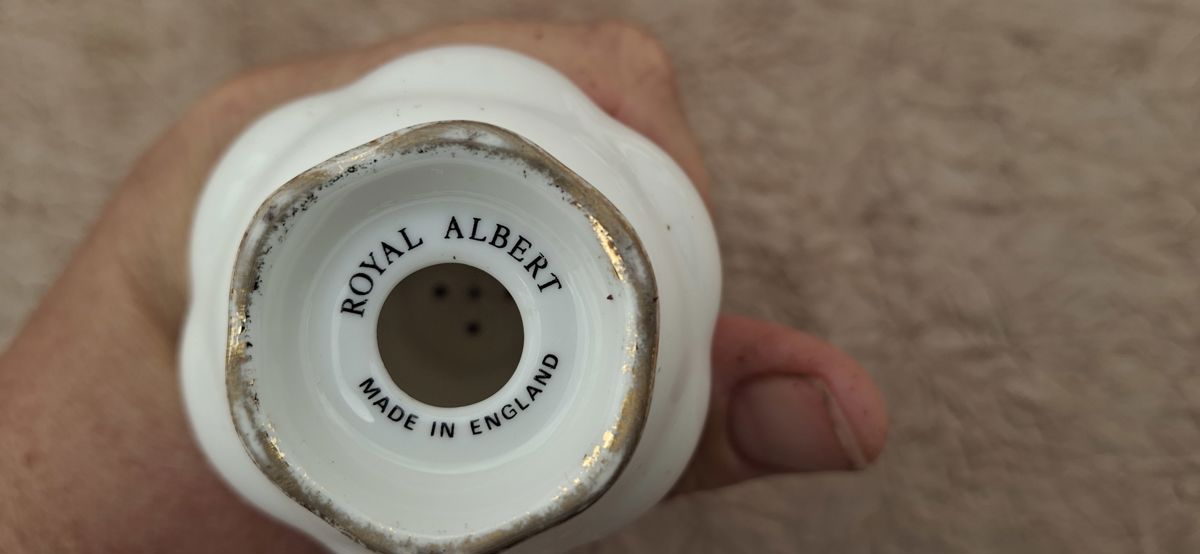 ROYAL ALBERT
MADE IN ENGLAND